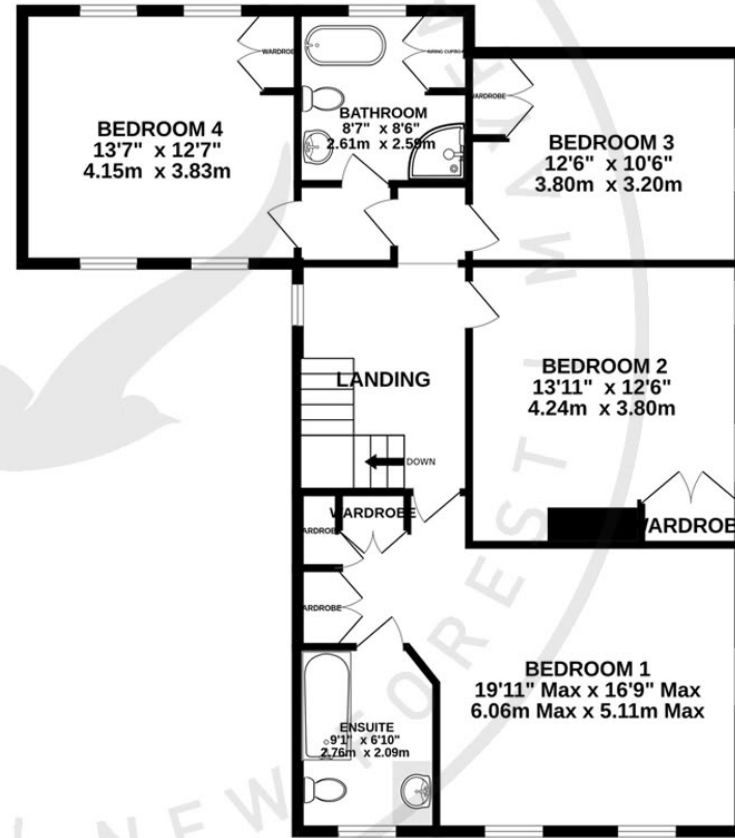 WARDROBE
BEDROOM 4
13'7" x 12'7"
4.15m x 3.83m
BATHROOM
8'7" x 8'6"
2.61m x 2.59m
WARDROBE
BEDROOM 3
12'6" x 10'6"
3.80m x 3.20m
LANDING
DOWN
BEDROOM 2
13'11" x 12'6"
4.24m x 3.80m
WARDROBE
WARDROBE
ARDROBE
ARDROBE
BEDROOM 1
19'11" Max x 16'9" Max
6.06m Max x 5.11m Max
ENSUITE
9'1" x 6'10"
2.76m x 2.09m
NEW FOREST